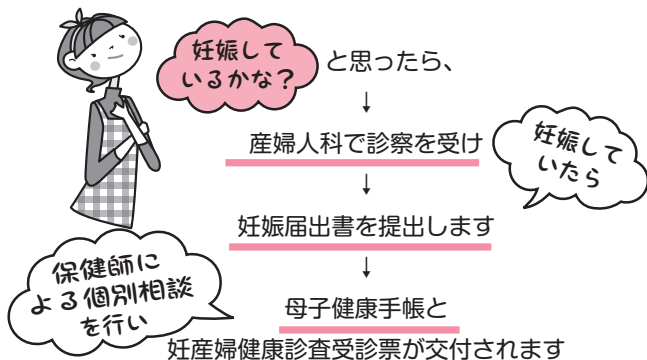 妊娠して
いるかな？
と思ったら、
↓
産婦人科で診察を受け
妊娠して
いたら
↓
妊娠届出書を提出します
↓
保健師に
よる個別相談
を行い
母子健康手帳と
妊産婦健康診査受診票が交付されます